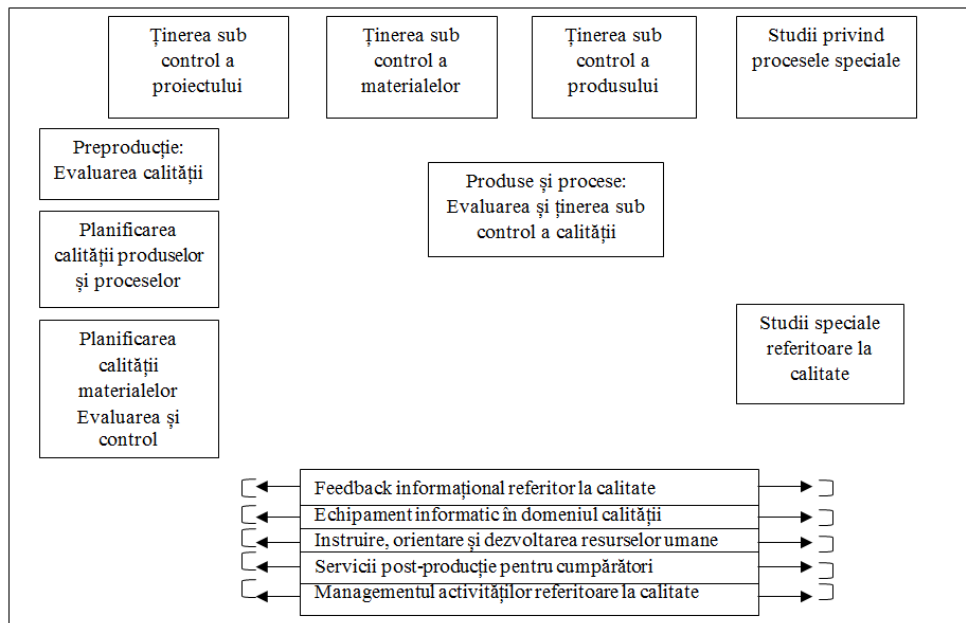 Ținerea sub
control a
proiectului
Ținerea sub
control a
materialelor
Ținerea sub
control a
produsului
Studii privind
procesele speciale
Preproducție:
Evaluarea calității
Produse și procese:
Evaluarea și ținerea sub
control a calității
Planificarea
calității produselor
și proceselor
Planificarea
calității
materialelor
Evaluarea și
control
Studii speciale
referitoare la
calitate
Feedback informațional referitor la calitate
Echipament informatic în domeniul calității
Instruire, orientare și dezvoltarea resurselor umane
Servicii post-producție pentru cumpărători
Managementul activităților referitoare la calitate